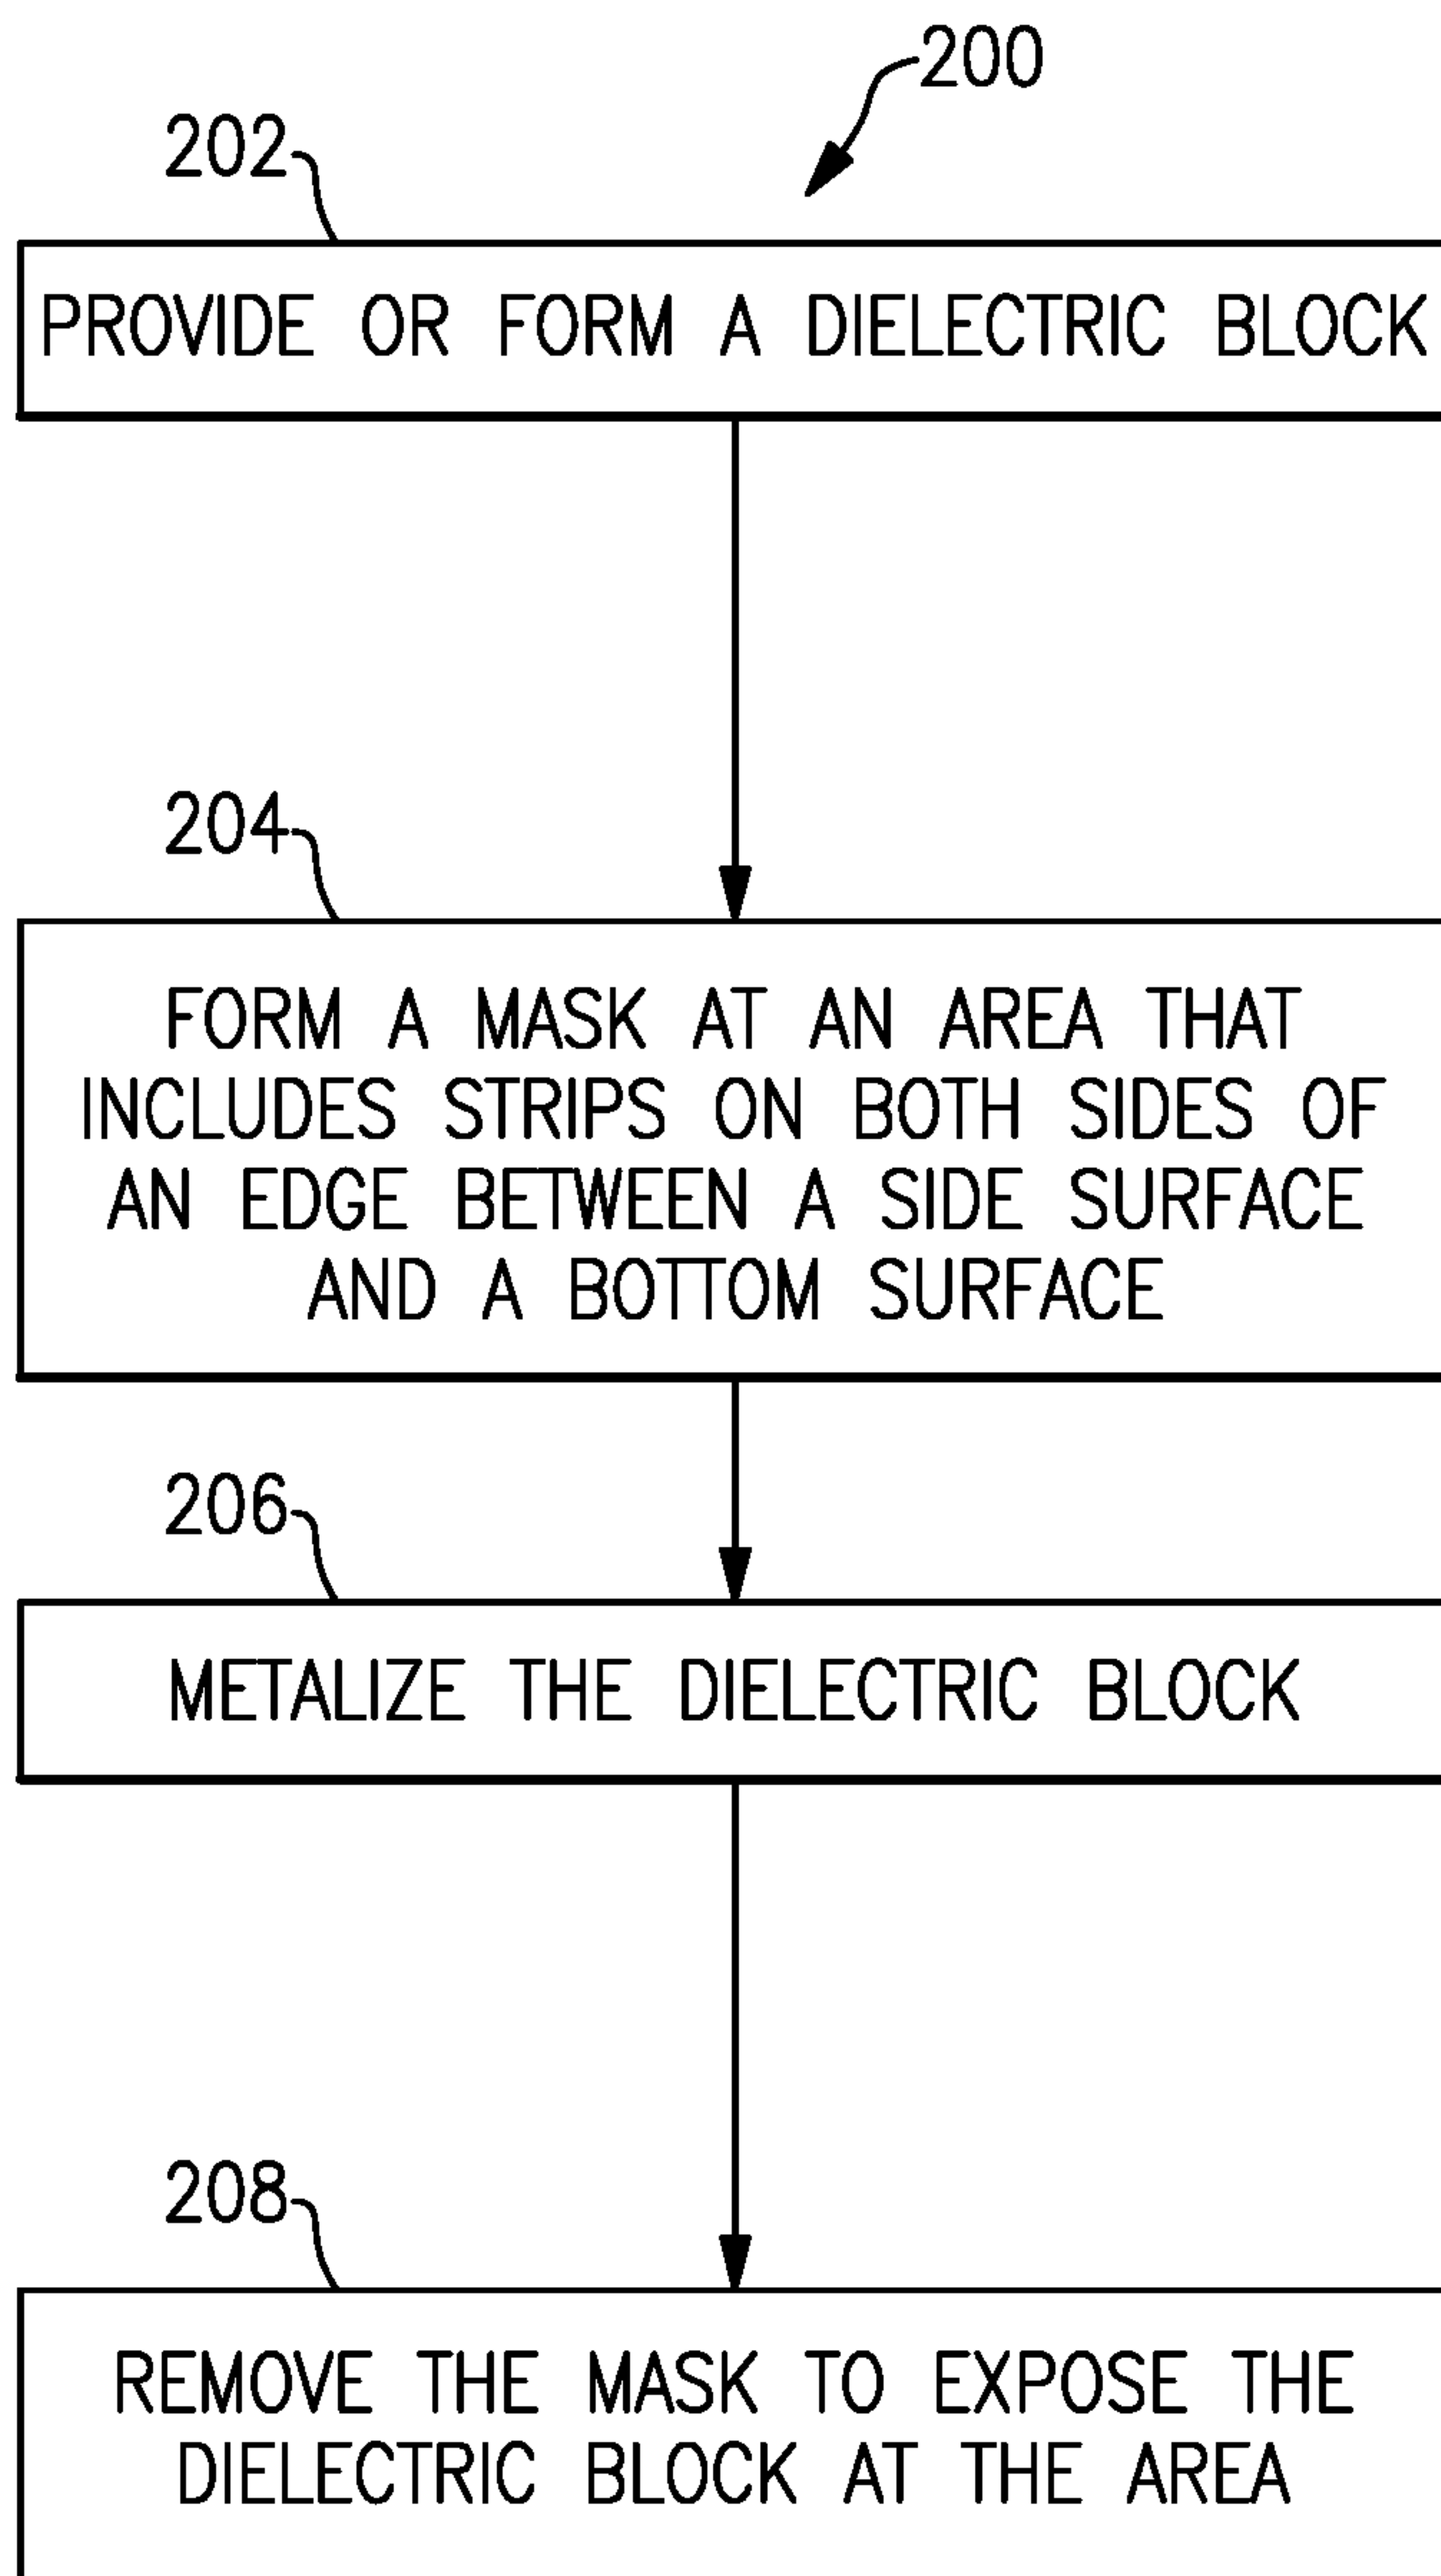 200
202
PROVIDE OR FORM A DIELECTRIC BLOCK
204
FORM A MASK AT AN AREA THAT
INCLUDES STRIPS ON BOTH SIDES OF
AN EDGE BETWEEN A SIDE SURFACE
AND A BOTTOM SURFACE
206
METALIZE THE DIELECTRIC BLOCK
208
REMOVE THE MASK TO EXPOSE THE
DIELECTRIC BLOCK AT THE AREA